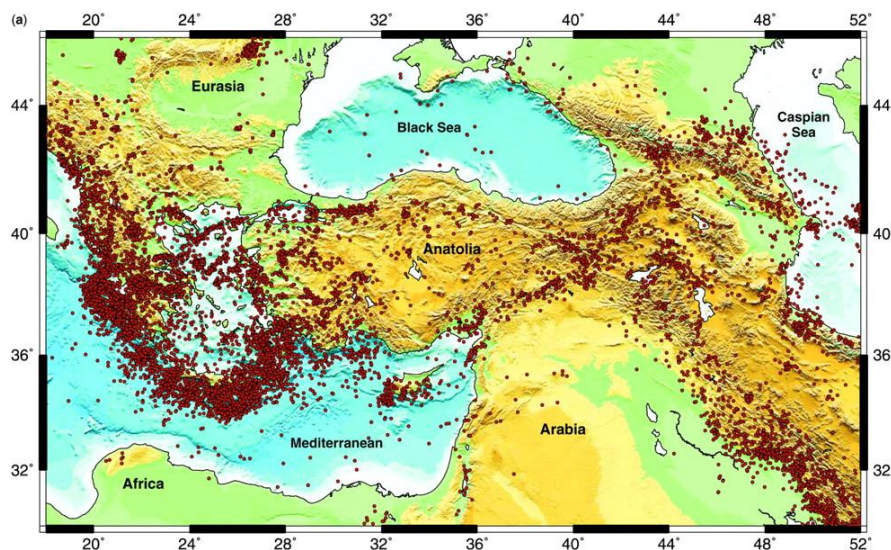 (a)
20° 24° 28° 32° 36° 40° 44° 48° 52°
Eurasia
44°
44°
Caspian
Sea
Black Sea
40°
Anatolia
40°
36°
36°
Mediterranean
Arabia
32°
32°
Africa
20° 24° 28° 32° 36° 40° 44° 48° 52°